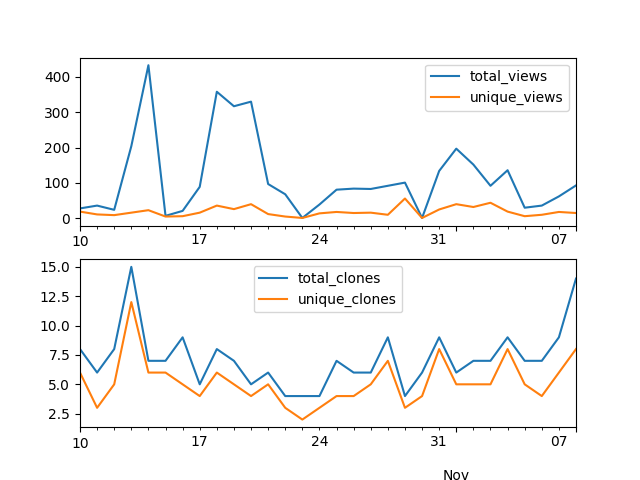 400
300
200
100
0
total_views
unique_views
10 17 24 31 07
15.0
12.5
10.0
7.5
5.0
2.5
total_clones
unique_clones
10 17 24 31 07
Nov